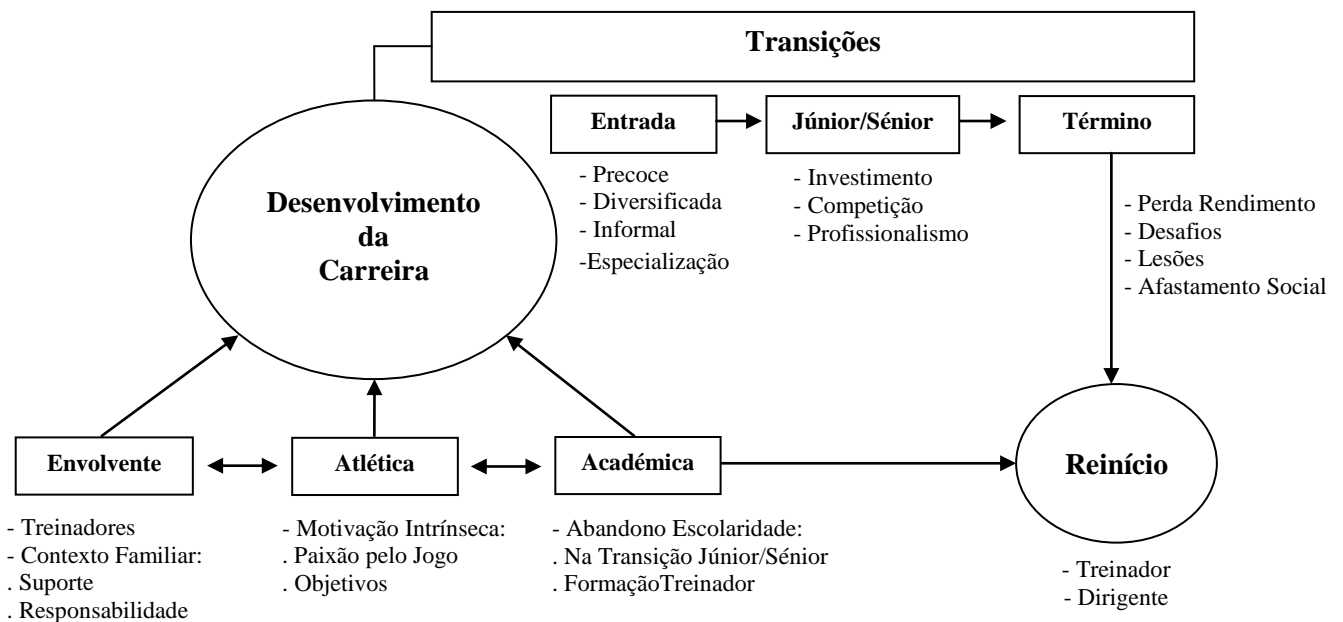 Transições
Entrada
Júnior/Sénior
Término
- Precoce
- Diversificada
- Informal
-Especialização
- Investimento
- Competição
- Profissionalismo
- Perda Rendimento
- Desafios
- Lesões
- Afastamento Social
Desenvolvimento
da
Carreira
Envolvente
Atlética
Académica
Reinício
- Treinadores
- Contexto Familiar:
. Suporte
. Responsabilidade
- Motivação Intrínseca:
. Paixão pelo Jogo
. Objetivos
- Abandono Escolaridade:
. Na Transição Júnior/Sénior
. FormaçãoTreinador
- Treinador
- Dirigente